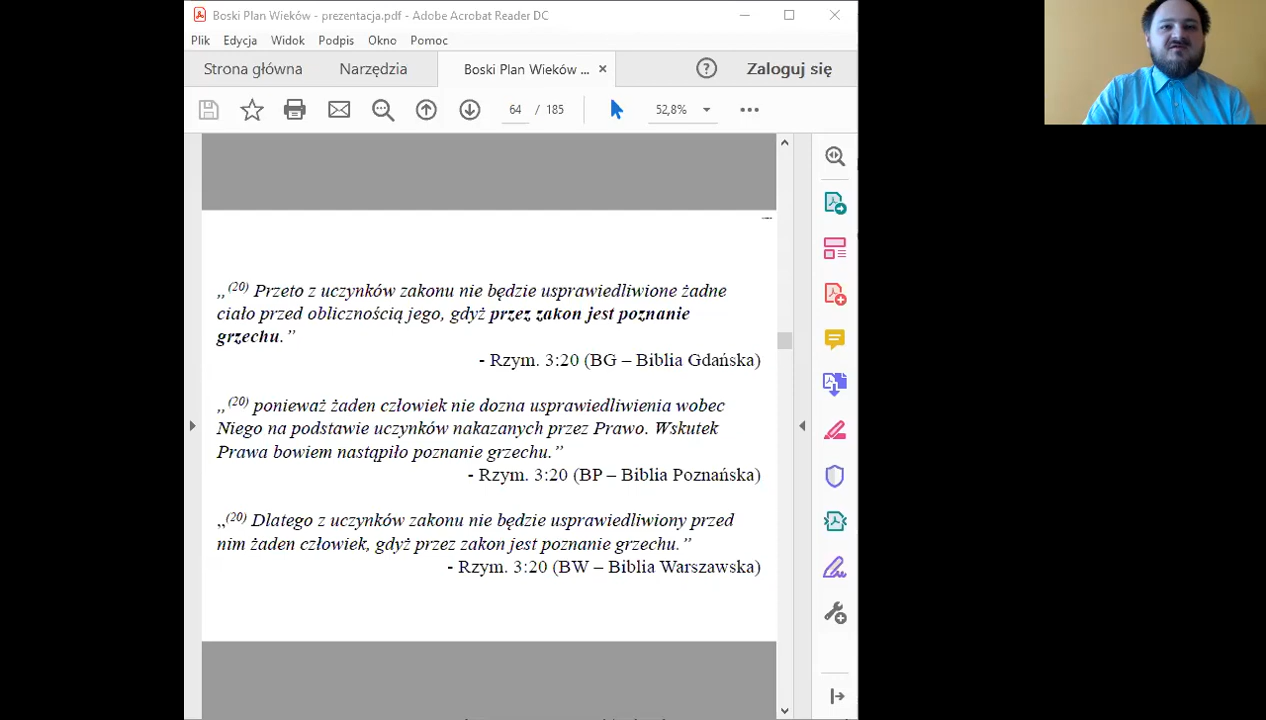 Boski Plan Wieków - prezentacja.pdf - Adobe Acrobat Reader DC
Plik Edycja Widok Podpis Okno Pomoc
Strona główna Narzędzia Boski Plan Wieków ... Zaloguj się
64 / 185 52,8%
„(20) Przeto z uczynków zakonu nie będzie usprawiedliwione żadne
ciało przed oblicznością jego, gdyż przez zakon jest poznanie
grzechu.”
- Rzym. 3:20 (BG – Biblia Gdańska)
„(20) ponieważ żaden człowiek nie dozna usprawiedliwienia wobec
Niego na podstawie uczynków nakazanych przez Prawo. Wskutek
Prawa bowiem nastąpiło poznanie grzechu.”
- Rzym. 3:20 (BP – Biblia Poznańska)
„(20) Dlatego z uczynków zakonu nie będzie usprawiedliwiony przed
nim żaden człowiek, gdyż przez zakon jest poznanie grzechu.”
- Rzym. 3:20 (BW – Biblia Warszawska)